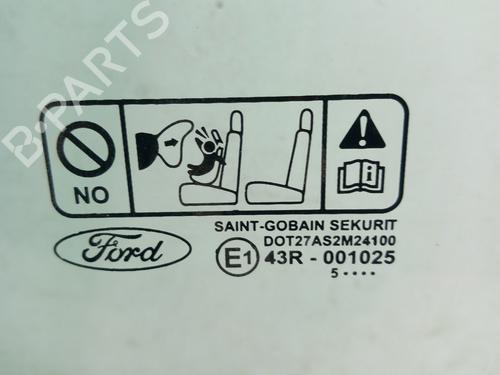 B-PARTS
NO
SAINT-GOBAIN SEKURIT
Ford
DOT27AS2M24100
E1 43R - 001025
5 ····